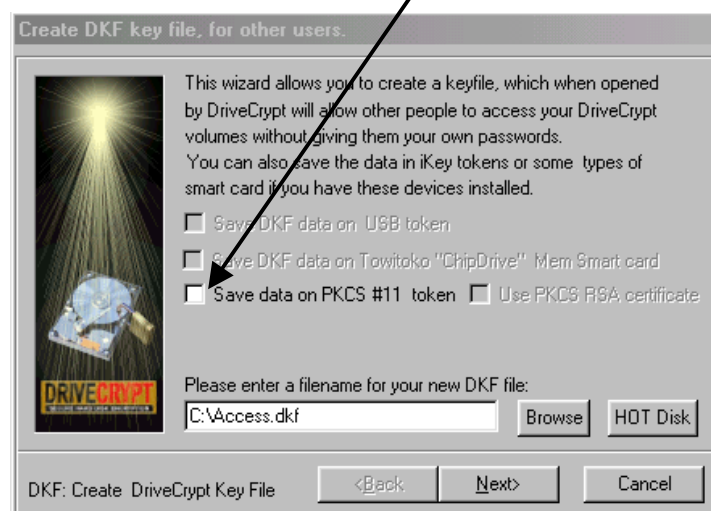 Create DKF key file, for other users.
This wizard allows you to create a keyfile, which when opened
by DriveCrypt will allow other people to access your DriveCrypt
volumes without giving them your own passwords.
You can also save the data in iKey tokens or some types of
smart card if you have these devices installed.
Save DKF data on USB token
Save DKF data on Towitoko "ChipDrive" Mem Smart card
Save data on PKCS #11 token Use PKCS RSA certificate
DRIVECRYPT
SECURE HARD DISK ENCRYPTION
Please enter a filename for your new DKF file:
C:\Access.dkf Browse HOT Disk
DKF: Create DriveCrypt Key File <Back Next> Cancel